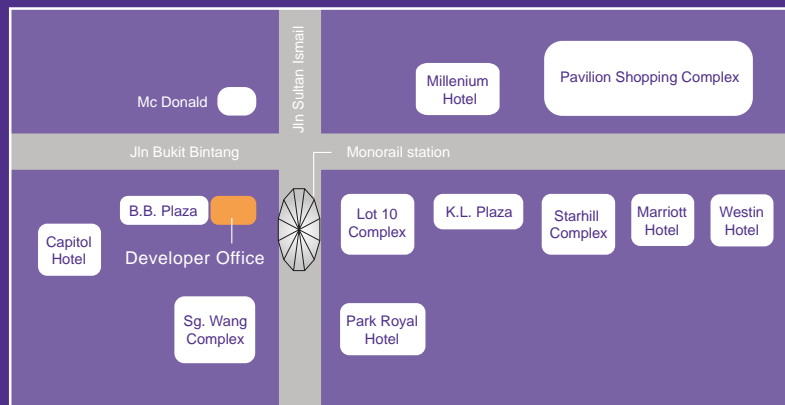 Jln Sultan Ismail
Millenium
Hotel
Pavilion Shopping Complex
Mc Donald
Jln Bukit Bintang
Monorail station
B.B. Plaza
Lot 10
Complex
K.L. Plaza
Starhill
Complex
Marriott
Hotel
Westin
Hotel
Capitol
Hotel
Developer Office
Sg. Wang
Complex
Park Royal
Hotel